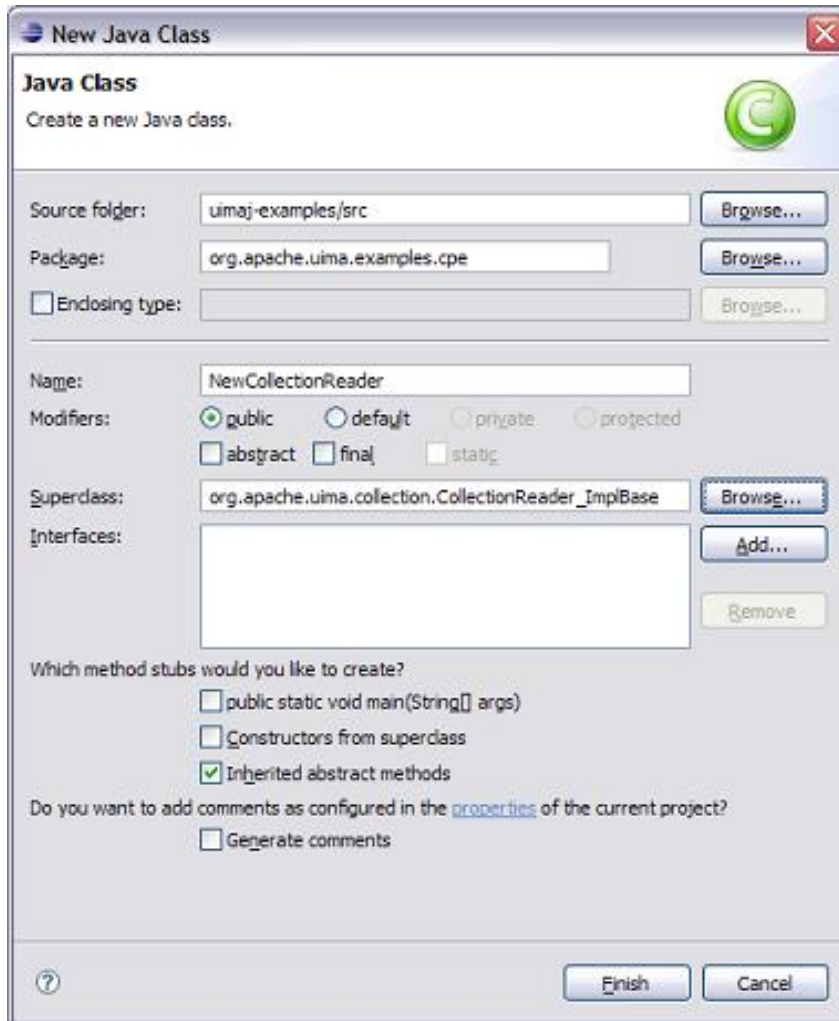 New Java Class
Java Class
Create a new Java class.
Source folder: uimaj-examples/src Browse...
Package: org.apache.uima.examples.cpe Browse...
Enclosing type: Browse...
Name: NewCollectionReader
Modifiers: public default private protected
abstract final static
Superclass: org.apache.uima.collection.CollectionReader_ImplBase Browse...
Interfaces: Add...
Remove
Which method stubs would you like to create?
public static void main(String[] args)
Constructors from superclass
Inherited abstract methods
Do you want to add comments as configured in the properties of the current project?
Generate comments
Finish Cancel